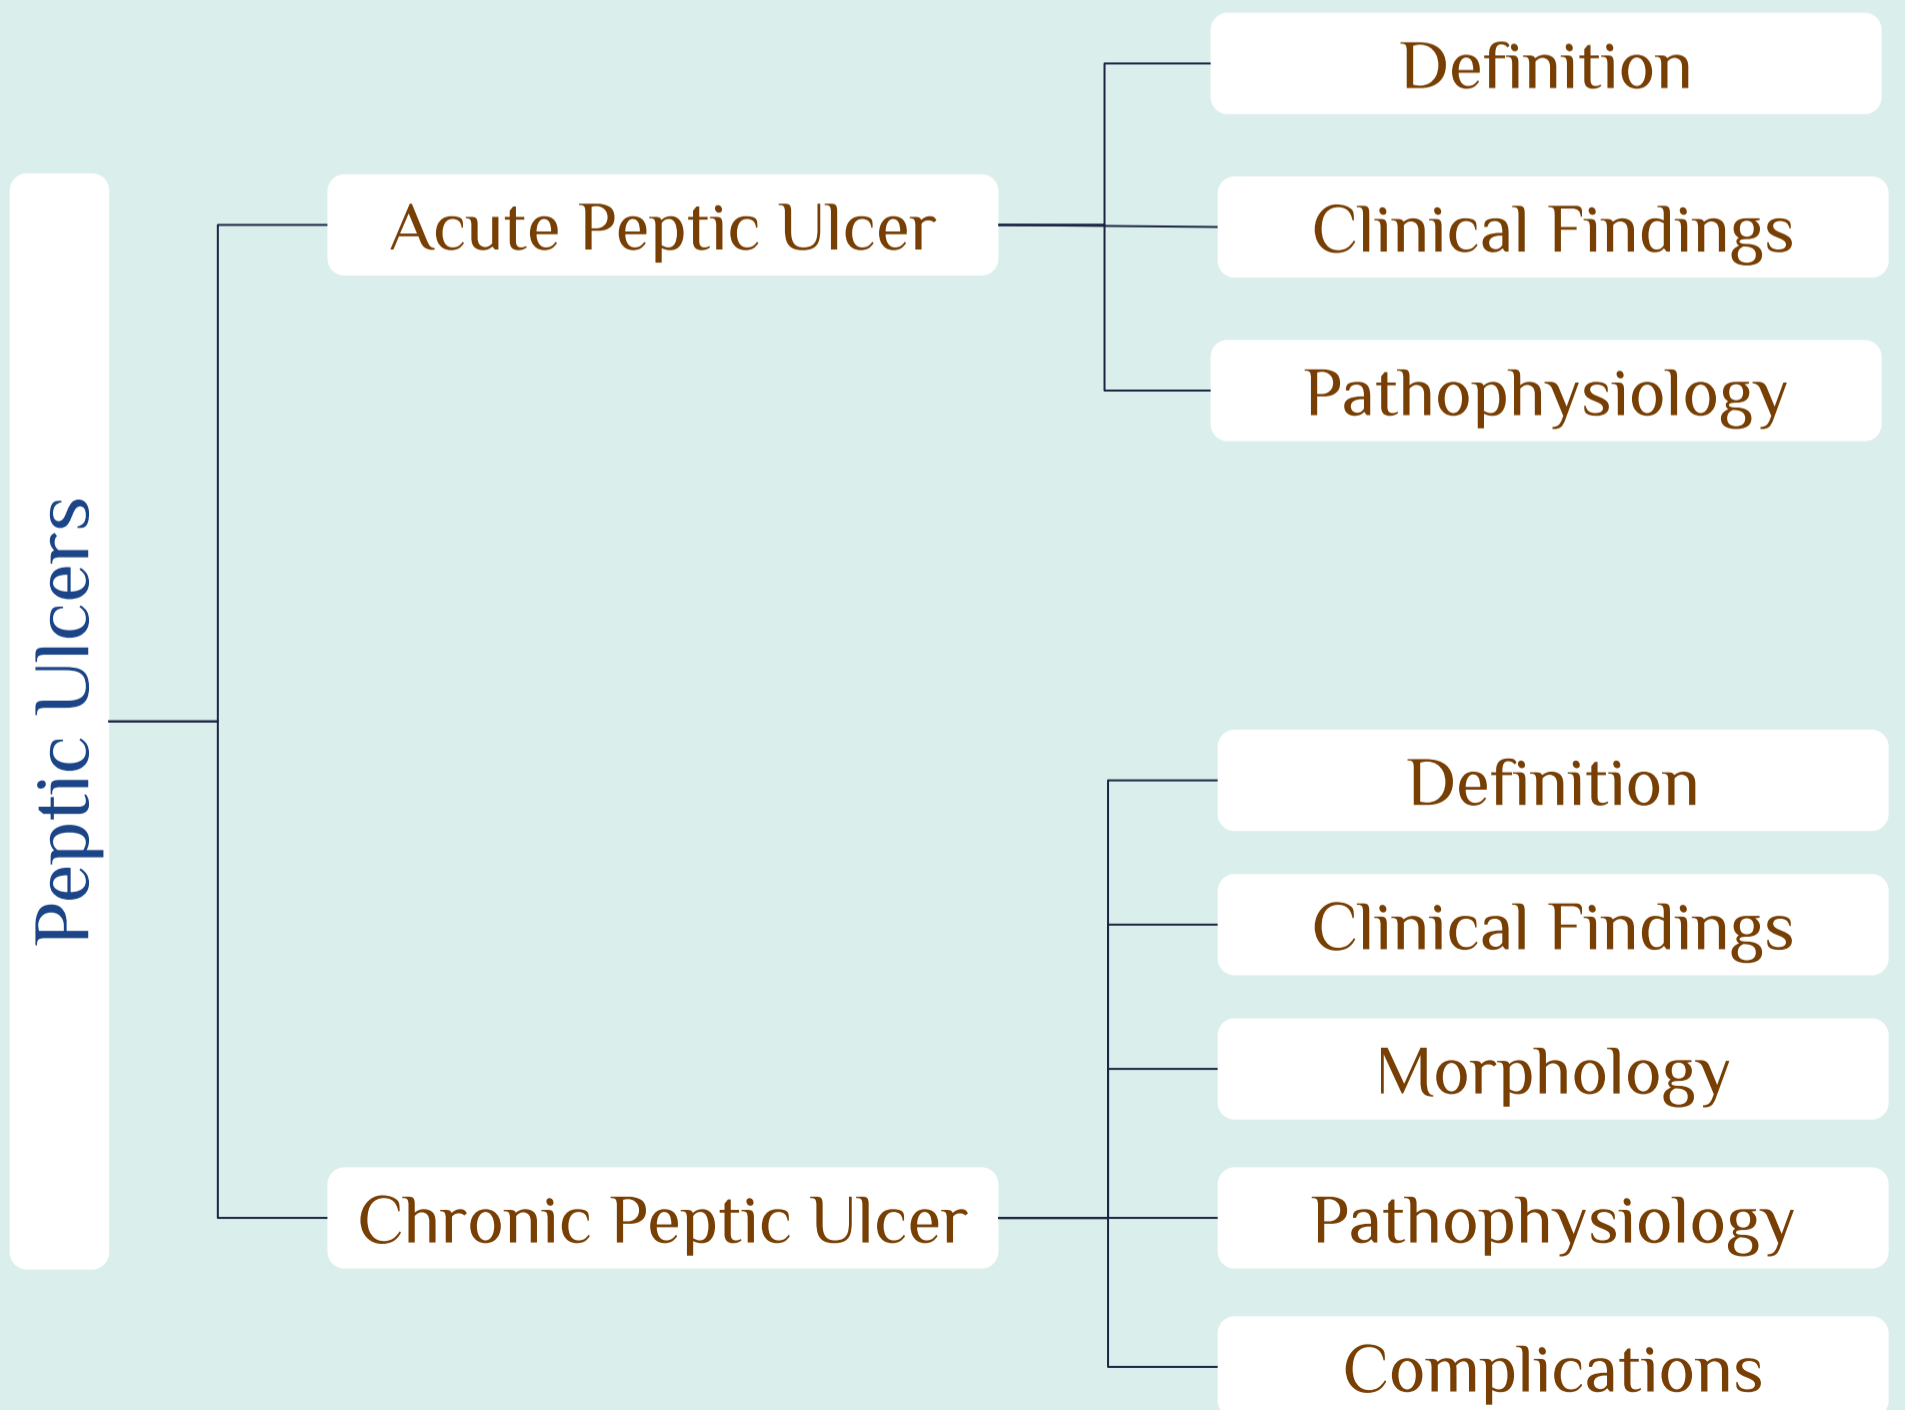 Peptic Ulcers
Acute Peptic Ulcer
Definition
Clinical Findings
Pathophysiology
Chronic Peptic Ulcer
Definition
Clinical Findings
Morphology
Pathophysiology
Complications